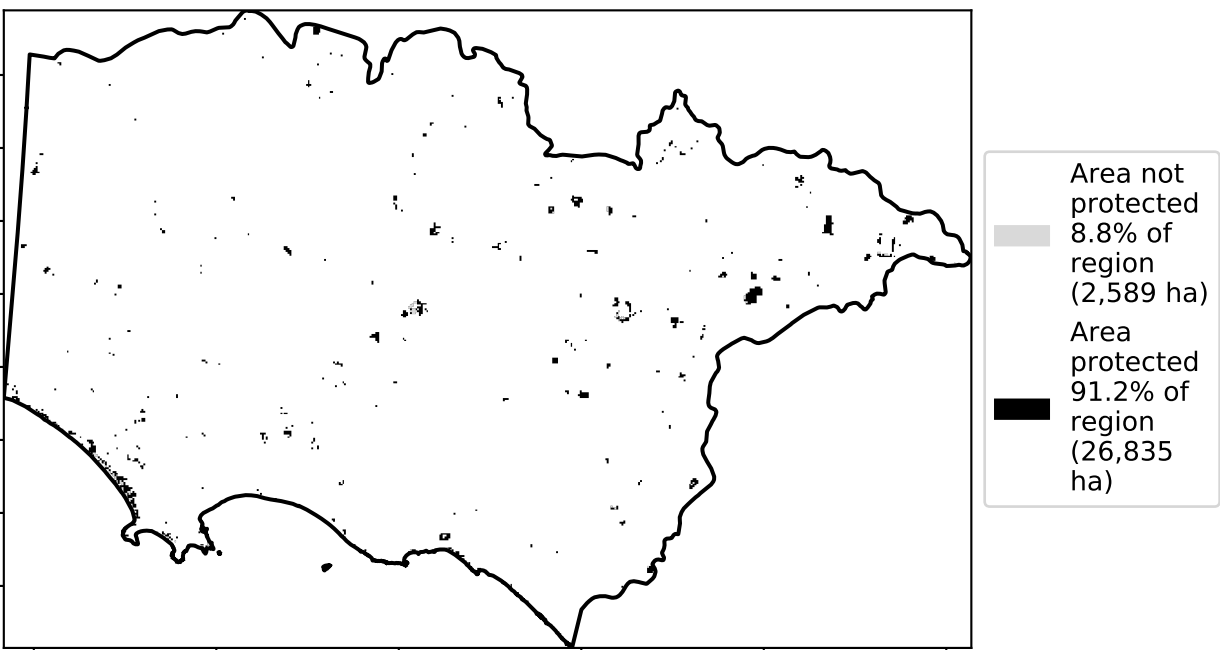 Area not
protected
8.8% of
region
(2,589 ha)
Area
protected
91.2% of
region
(26,835
ha)